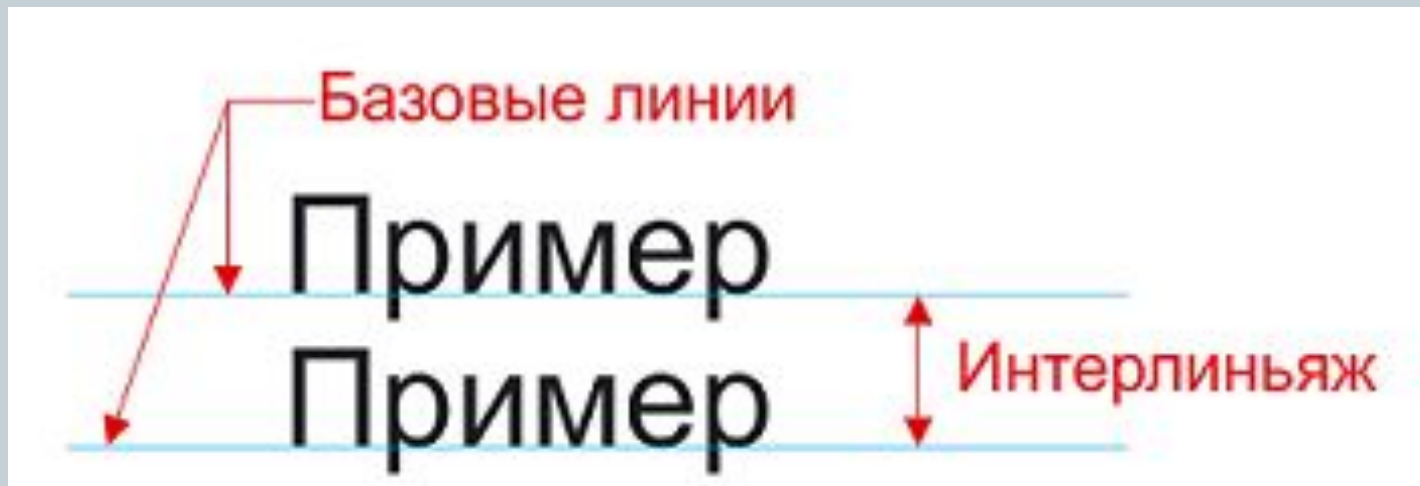 Базовые линии
Пример
Пример
Интерлиньяж